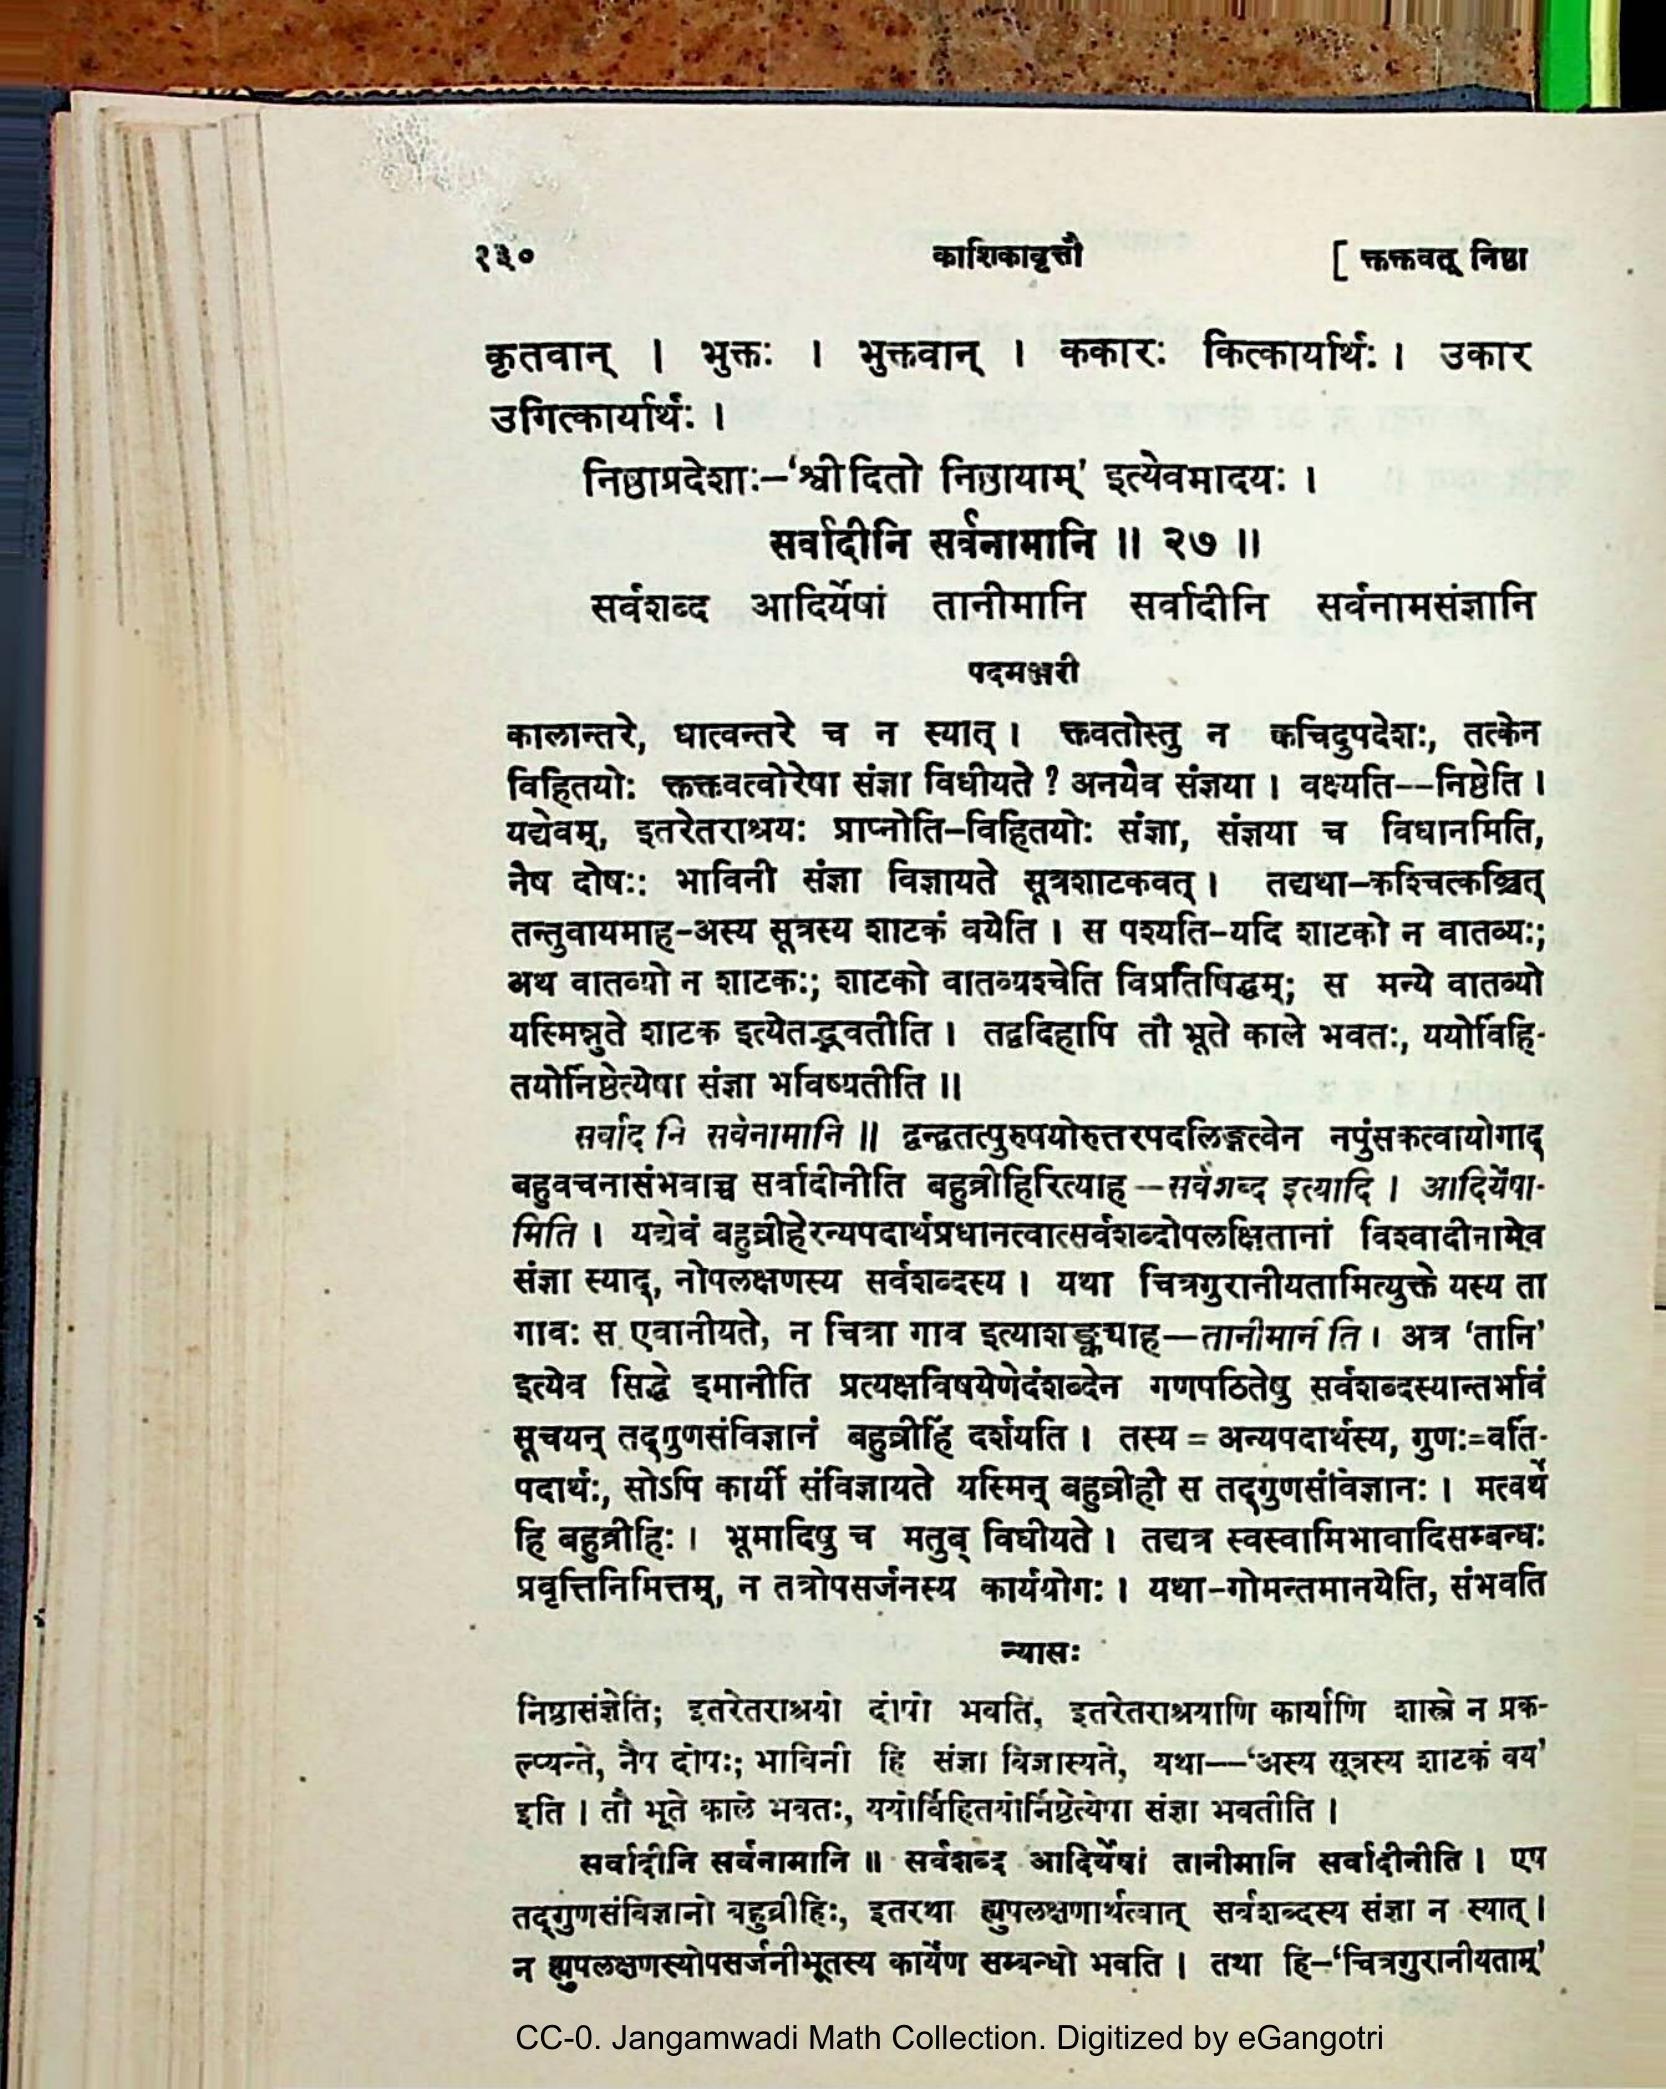 १३०
काशिकावृत्तौ
[ क्तक्तवतू निष्ठा
कृतवान् । भुक्तः । भुक्तवान् । ककारः कित्कार्यार्थः । उकार
उगित्कार्यार्थः ।
निष्ठाप्रदेशाः–‘श्वीदितो निष्ठायाम्’ इत्येवमादयः ।
सर्वादीनि सर्वनामानि ॥ २७ ॥
सर्वशब्द आदिर्येषां तानीमानि सर्वादीनि सर्वनामसंज्ञानि
पदमञ्जरी
कालान्तरे, धात्वन्तरे च न स्यात् । क्तवतोस्तु न क्वचिदुपदेशः, तत्केन
विहितयोः क्तक्तवत्वोरेषा संज्ञा विधीयते ? अनयैव संज्ञया । वक्ष्यति--निष्ठेति ।
यद्येवम्, इतरेतराश्रयः प्राप्नोति–विहितयोः संज्ञा, संज्ञया च विधानमिति,
नैष दोषः: भाविनी संज्ञा विज्ञायते सूत्रशाटकवत् । तद्यथा–कश्चित्कञ्चित्
तन्तुवायमाह-अस्य सूत्रस्य शाटकं वयेति । स पश्यति–यदि शाटको न वातव्यः;
अथ वातव्यो न शाटकः; शाटको वातव्यश्चेति विप्रतिषिद्धम्; स मन्ये वातव्यो
यस्मिन्नुते शाटक इत्येतद्भवतीति । तद्वदिहापि तौ भूते काले भवतः, ययोर्विहि-
तयोर्निष्ठेत्येषा संज्ञा भविष्यतीति ॥
सर्वाद नि सर्वनामानि ॥ द्वन्द्वतत्पुरुषयोरुत्तरपदलिङ्गत्वेन नपुंसकत्वायोगाद्
बहुवचनासंभवाच्च सर्वादीनीति बहुव्रीहिरित्याह –सर्वशब्द इत्यादि । आदिर्येषा-
मिति । यद्येवं बहुव्रीहेरन्यपदार्थप्रधानत्वात्सर्वशब्दोपलक्षितानां विश्वादीनामेव
संज्ञा स्याद्, नोपलक्षणस्य सर्वशब्दस्य । यथा चित्रगुरानीयतामित्युक्ते यस्य ता
गावः स एवानीयते, न चित्रा गाव इत्याशङ्क्याह—तानीमानं ति । अत्र ‘तानि’
इत्येव सिद्धे इमानीति प्रत्यक्षविषयेणेदंशब्देन गणपठितेषु सर्वशब्दस्यान्तर्भावं
सूचयन् तद्गुणसंविज्ञानं बहुव्रीहिं दर्शयति । तस्य = अन्यपदार्थस्य, गुणः=वर्ति-
पदार्थः, सोऽपि कार्यी संविज्ञायते यस्मिन् बहुव्रीहौ स तद्गुणसंविज्ञानः । मत्वर्थे
हि बहुव्रीहिः । भूमादिषु च मतुब् विधीयते । तद्यत्र स्वस्वामिभावादिसम्बन्धः
प्रवृत्तिनिमित्तम्, न तत्रोपसर्जनस्य कार्ययोगः । यथा–गोमन्तमानयेति, संभवति
न्यासः
निष्ठासंज्ञेति; इतरेतराश्रयो दोषो भवति, इतरेतराश्रयाणि कार्याणि शास्त्रे न प्रक-
ल्प्यन्ते, नैष दोषः; भाविनी हि संज्ञा विज्ञास्यते, यथा—‘अस्य सूत्रस्य शाटकं वय’
इति । तौ भूते काले भवतः, ययोर्विहितयोर्निष्ठेत्येषा संज्ञा भवतीति ।
सर्वादीनि सर्वनामानि ॥ सर्वशब्द आदिर्येषां तानीमानि सर्वादीनीति । एष
तद्गुणसंविज्ञानो बहुव्रीहिः, इतरथा ह्युपलक्षणार्थत्वात् सर्वशब्दस्य संज्ञा न स्यात् ।
न ह्युपलक्षणस्योपसर्जनीभूतस्य कार्येण सम्बन्धो भवति । तथा हि–‘चित्रगुरानीयताम्’
CC-0. Jangamwadi Math Collection. Digitized by eGangotri